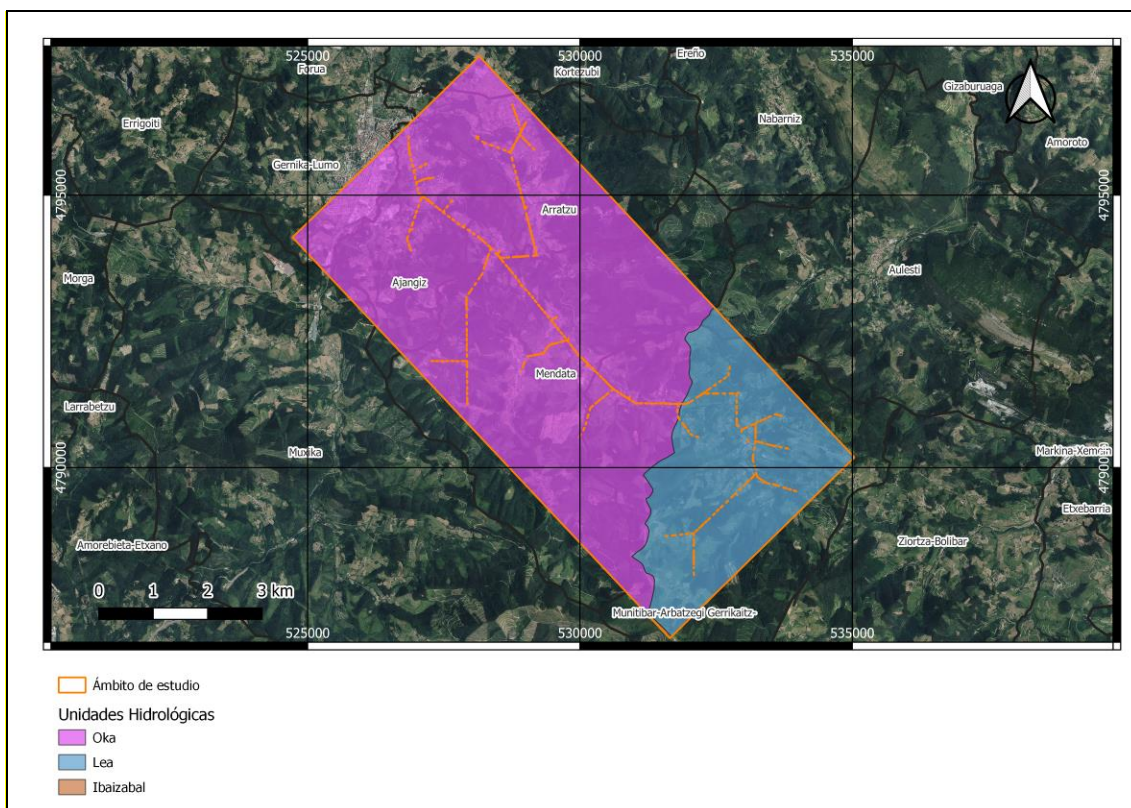 525000
530000
535000
Ereño
Forua
Kortezubi
Gizaburuaga
Errigoiti
Nabarniz
Amoroto
Gernika-Lumo
4795000
4795000
Arratzu
Aulesti
Morga
Ajangiz
Mendata
Larrabetzu
Muxika
4790000
4790000
Markina-Xemein
Etxebarria
Amorebieta-Etxano
Ziortza-Bolibar
0 1 2 3 km
Munitibar-Arbatzegi Gerrikaitz-
525000
530000
535000
Ámbito de estudio
Unidades Hidrológicas
Oka
Lea
Ibaizabal